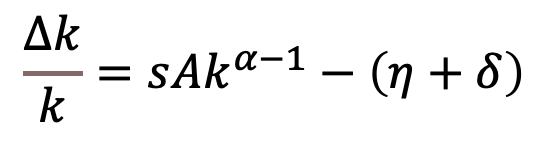 Δk/k = sAk^{α−1} − (η + δ)